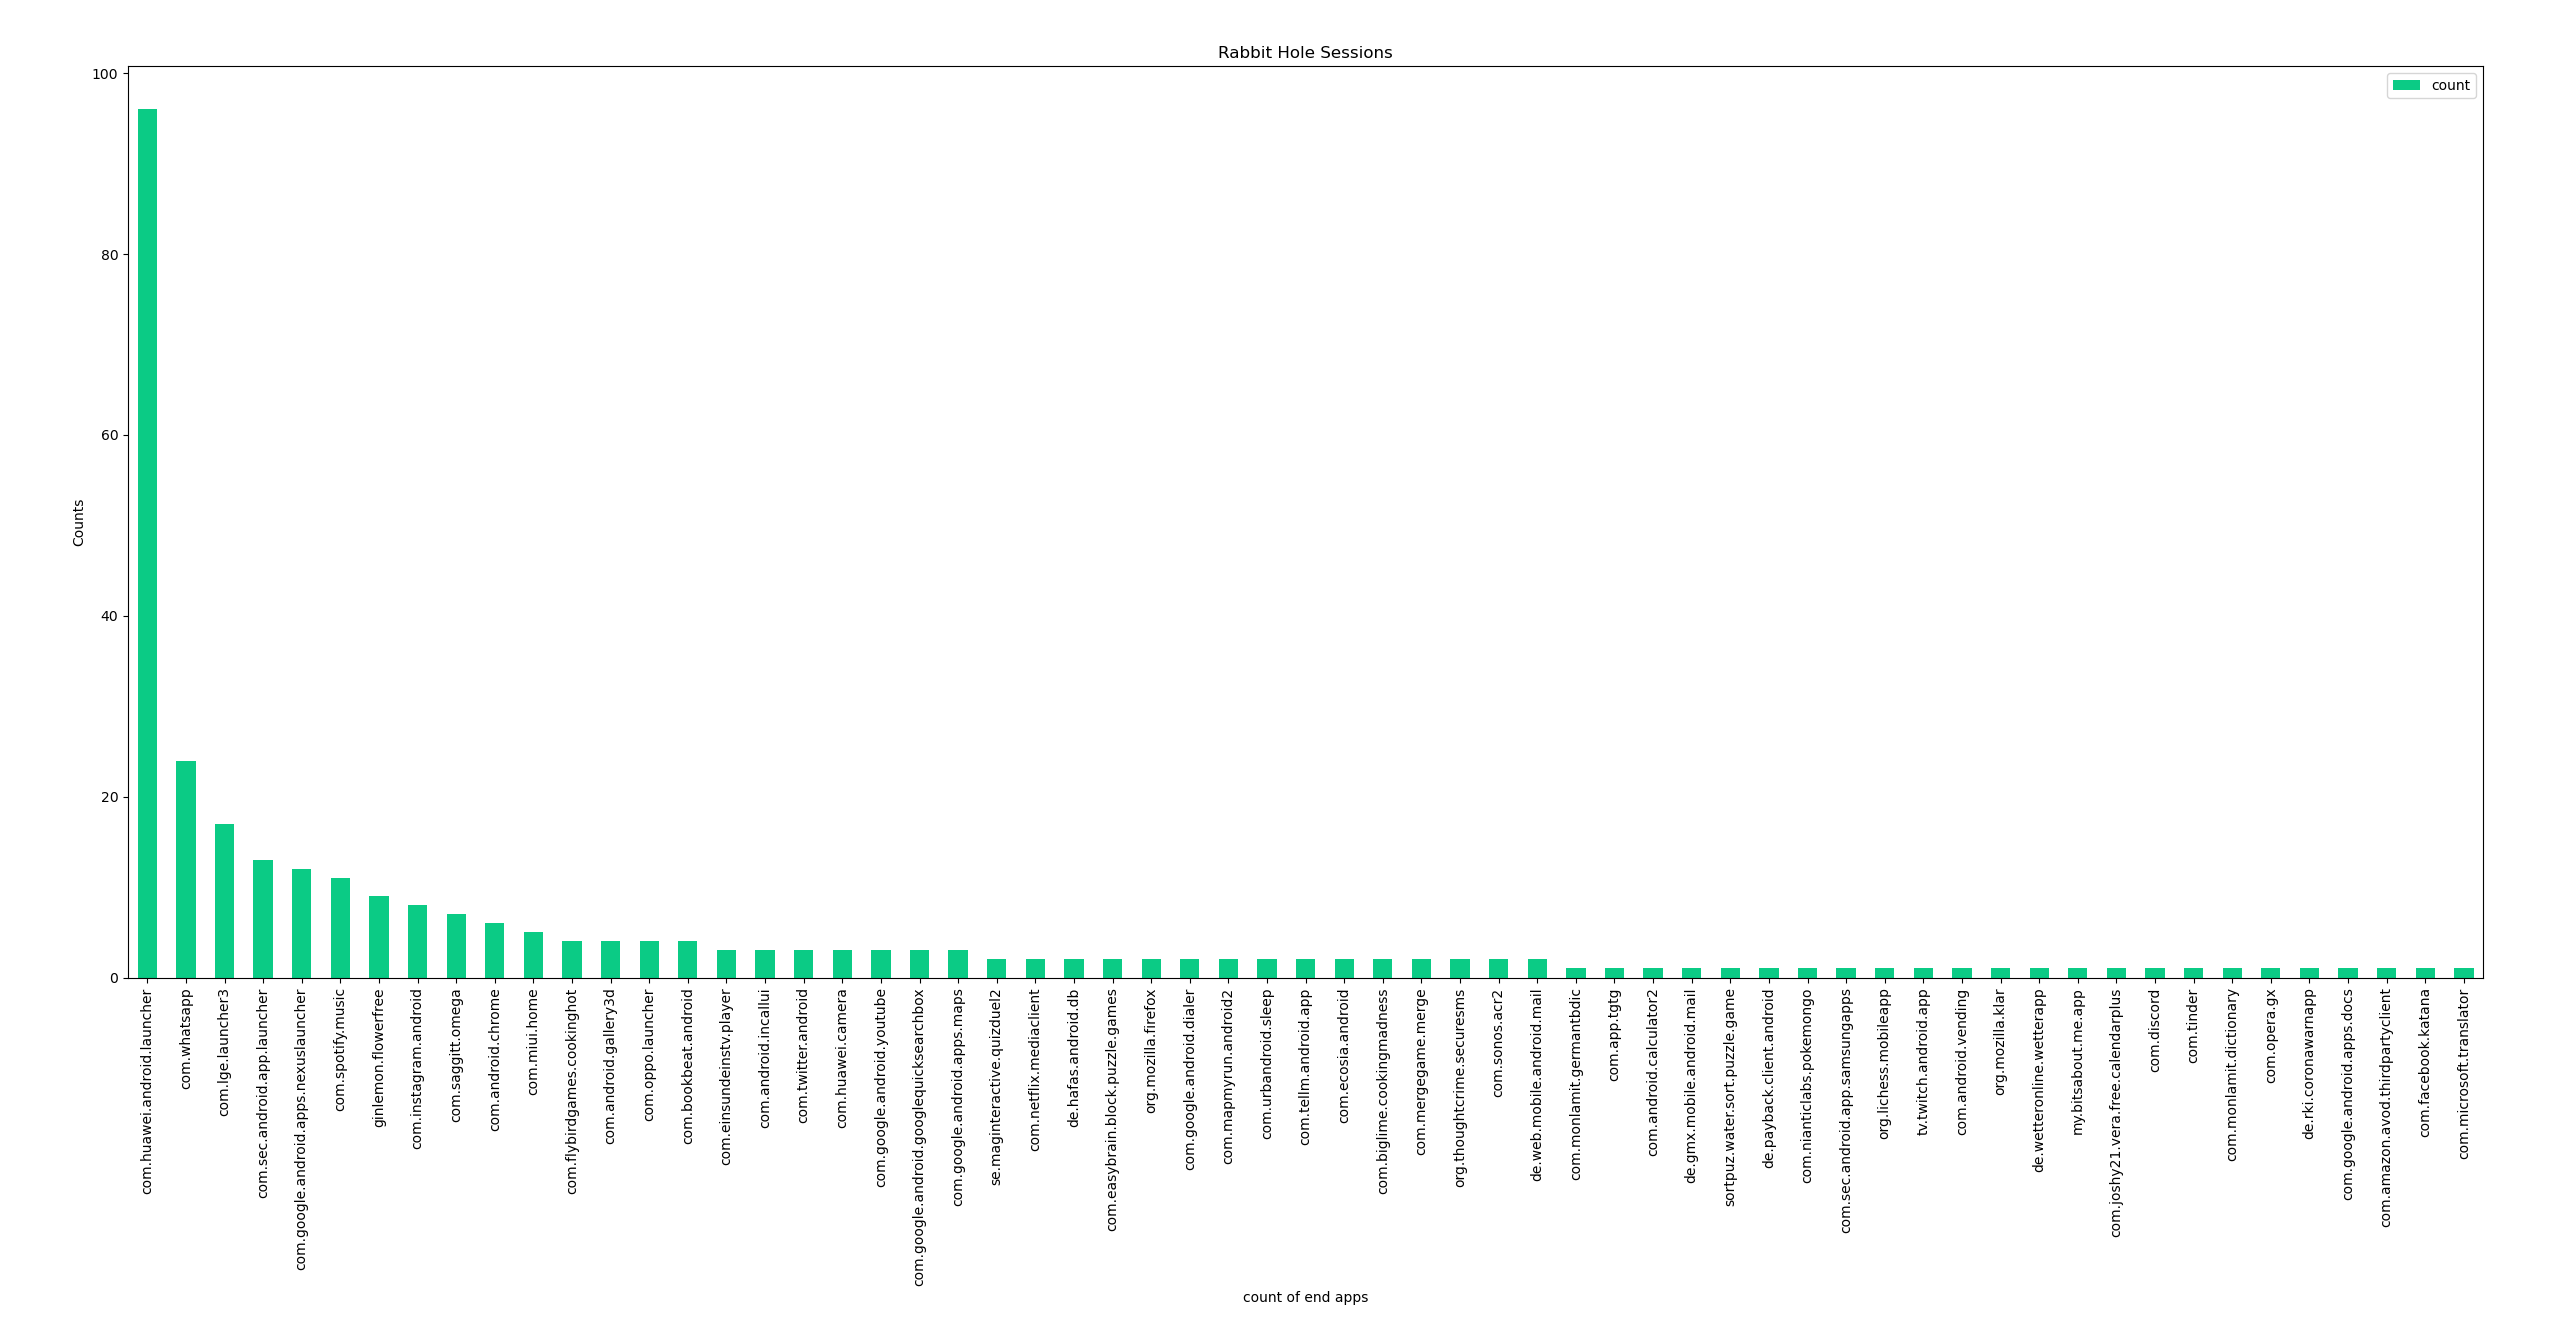 Rabbit Hole Sessions
count
Counts
100
80
60
40
20
0
com.huawei.android.launcher
com.whatsapp
com.lge.launcher3
com.sec.android.app.launcher
com.google.android.apps.nexuslauncher
com.spotify.music
ginlemon.flowerfree
com.instagram.android
com.saggitt.omega
com.android.chrome
com.miui.home
com.flybirdgames.cookinghot
com.android.gallery3d
com.oppo.launcher
com.bookbeat.android
com.einsundeinstv.player
com.android.incallui
com.twitter.android
com.huawei.camera
com.google.android.youtube
com.google.android.googlequicksearchbox
com.google.android.apps.maps
se.maginteractive.quizduel2
com.netflix.mediaclient
de.hafas.android.db
com.easybrain.block.puzzle.games
org.mozilla.firefox
com.google.android.dialer
com.mapmyrun.android2
com.urbandroid.sleep
com.tellm.android.app
com.ecosia.android
com.biglime.cookingmadness
com.mergegame.merge
org.thoughtcrime.securesms
com.sonos.acr2
de.web.mobile.android.mail
com.monlamit.germantbdic
com.app.tgtg
com.android.calculator2
de.gmx.mobile.android.mail
sortpuz.water.sort.puzzle.game
de.payback.client.android
com.nianticlabs.pokemongo
com.sec.android.app.samsungapps
org.lichess.mobileapp
tv.twitch.android.app
com.android.vending
org.mozilla.klar
de.wetteronline.wetterapp
my.bitsabout.me.app
com.joshy21.vera.free.calendarplus
com.discord
com.tinder
com.monlamit.dictionary
com.opera.gx
de.rki.coronawarnapp
com.google.android.apps.docs
com.amazon.avod.thirdpartyclient
com.facebook.katana
com.microsoft.translator
count of end apps